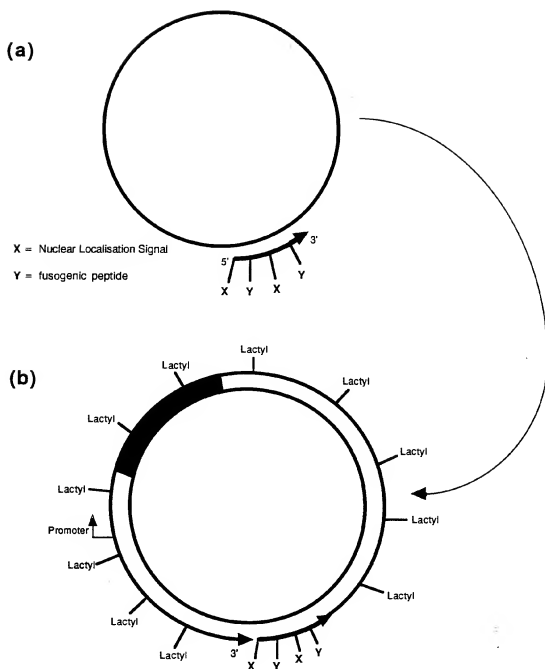 (a)
3'
X = Nuclear Localisation Signal
5'
Y = fusogenic peptide
X Y X Y
(b)
Lactyl
Lactyl
Lactyl
Lactyl
Lactyl
Lactyl
Lactyl
Promoter
Lactyl
Lactyl
Lactyl
Lactyl
3'
X Y X Y